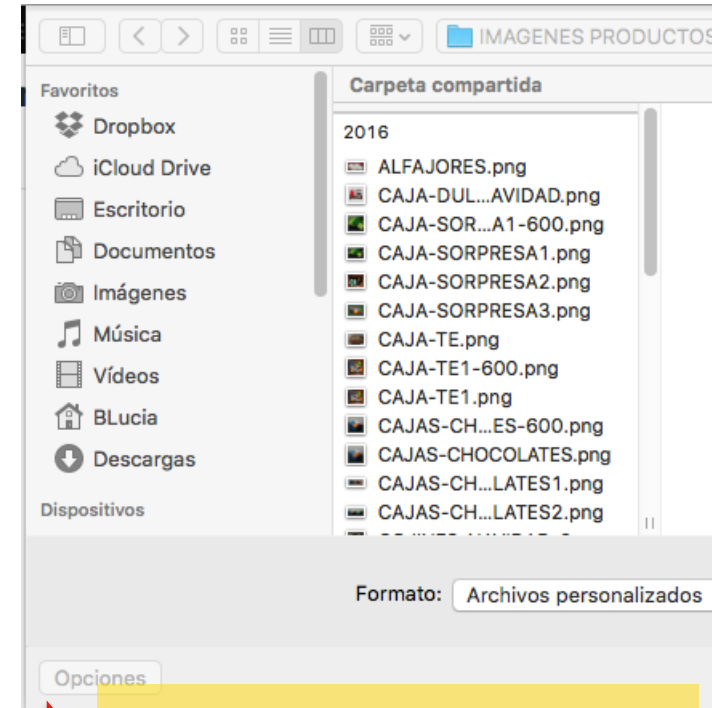 IMAGENES PRODUCTOS
Favoritos
Dropbox
iCloud Drive
Escritorio
Documentos
Imágenes
Música
Vídeos
BLucia
Descargas
Dispositivos
Carpeta compartida
2016
ALFAJORES.png
CAJA-DUL...AVIDAD.png
CAJA-SOR...A1-600.png
CAJA-SORPRESA1.png
CAJA-SORPRESA2.png
CAJA-SORPRESA3.png
CAJA-TE.png
CAJA-TE1-600.png
CAJA-TE1.png
CAJAS-CH...ES-600.png
CAJAS-CHOCOLATES.png
CAJAS-CH...LATES1.png
CAJAS-CH...LATES2.png
Formato: Archivos personalizados
Opciones